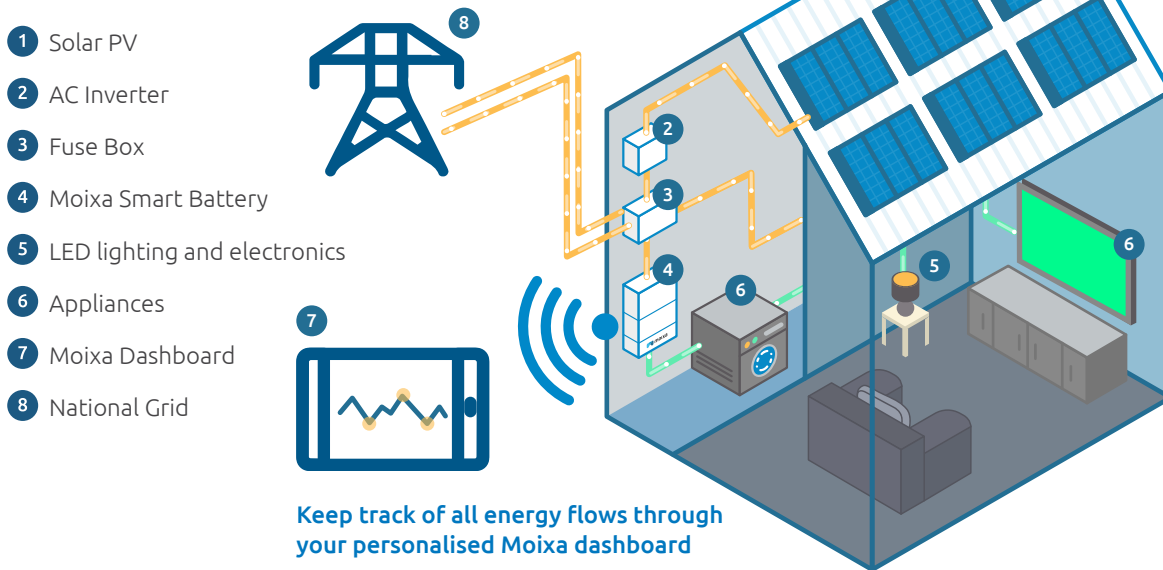 1 Solar PV
2 AC Inverter
3 Fuse Box
4 Moixa Smart Battery
5 LED lighting and electronics
6 Appliances
7 Moixa Dashboard
8 National Grid
8
2
3
4
6
5
6
7
Keep track of all energy flows through
your personalised Moixa dashboard